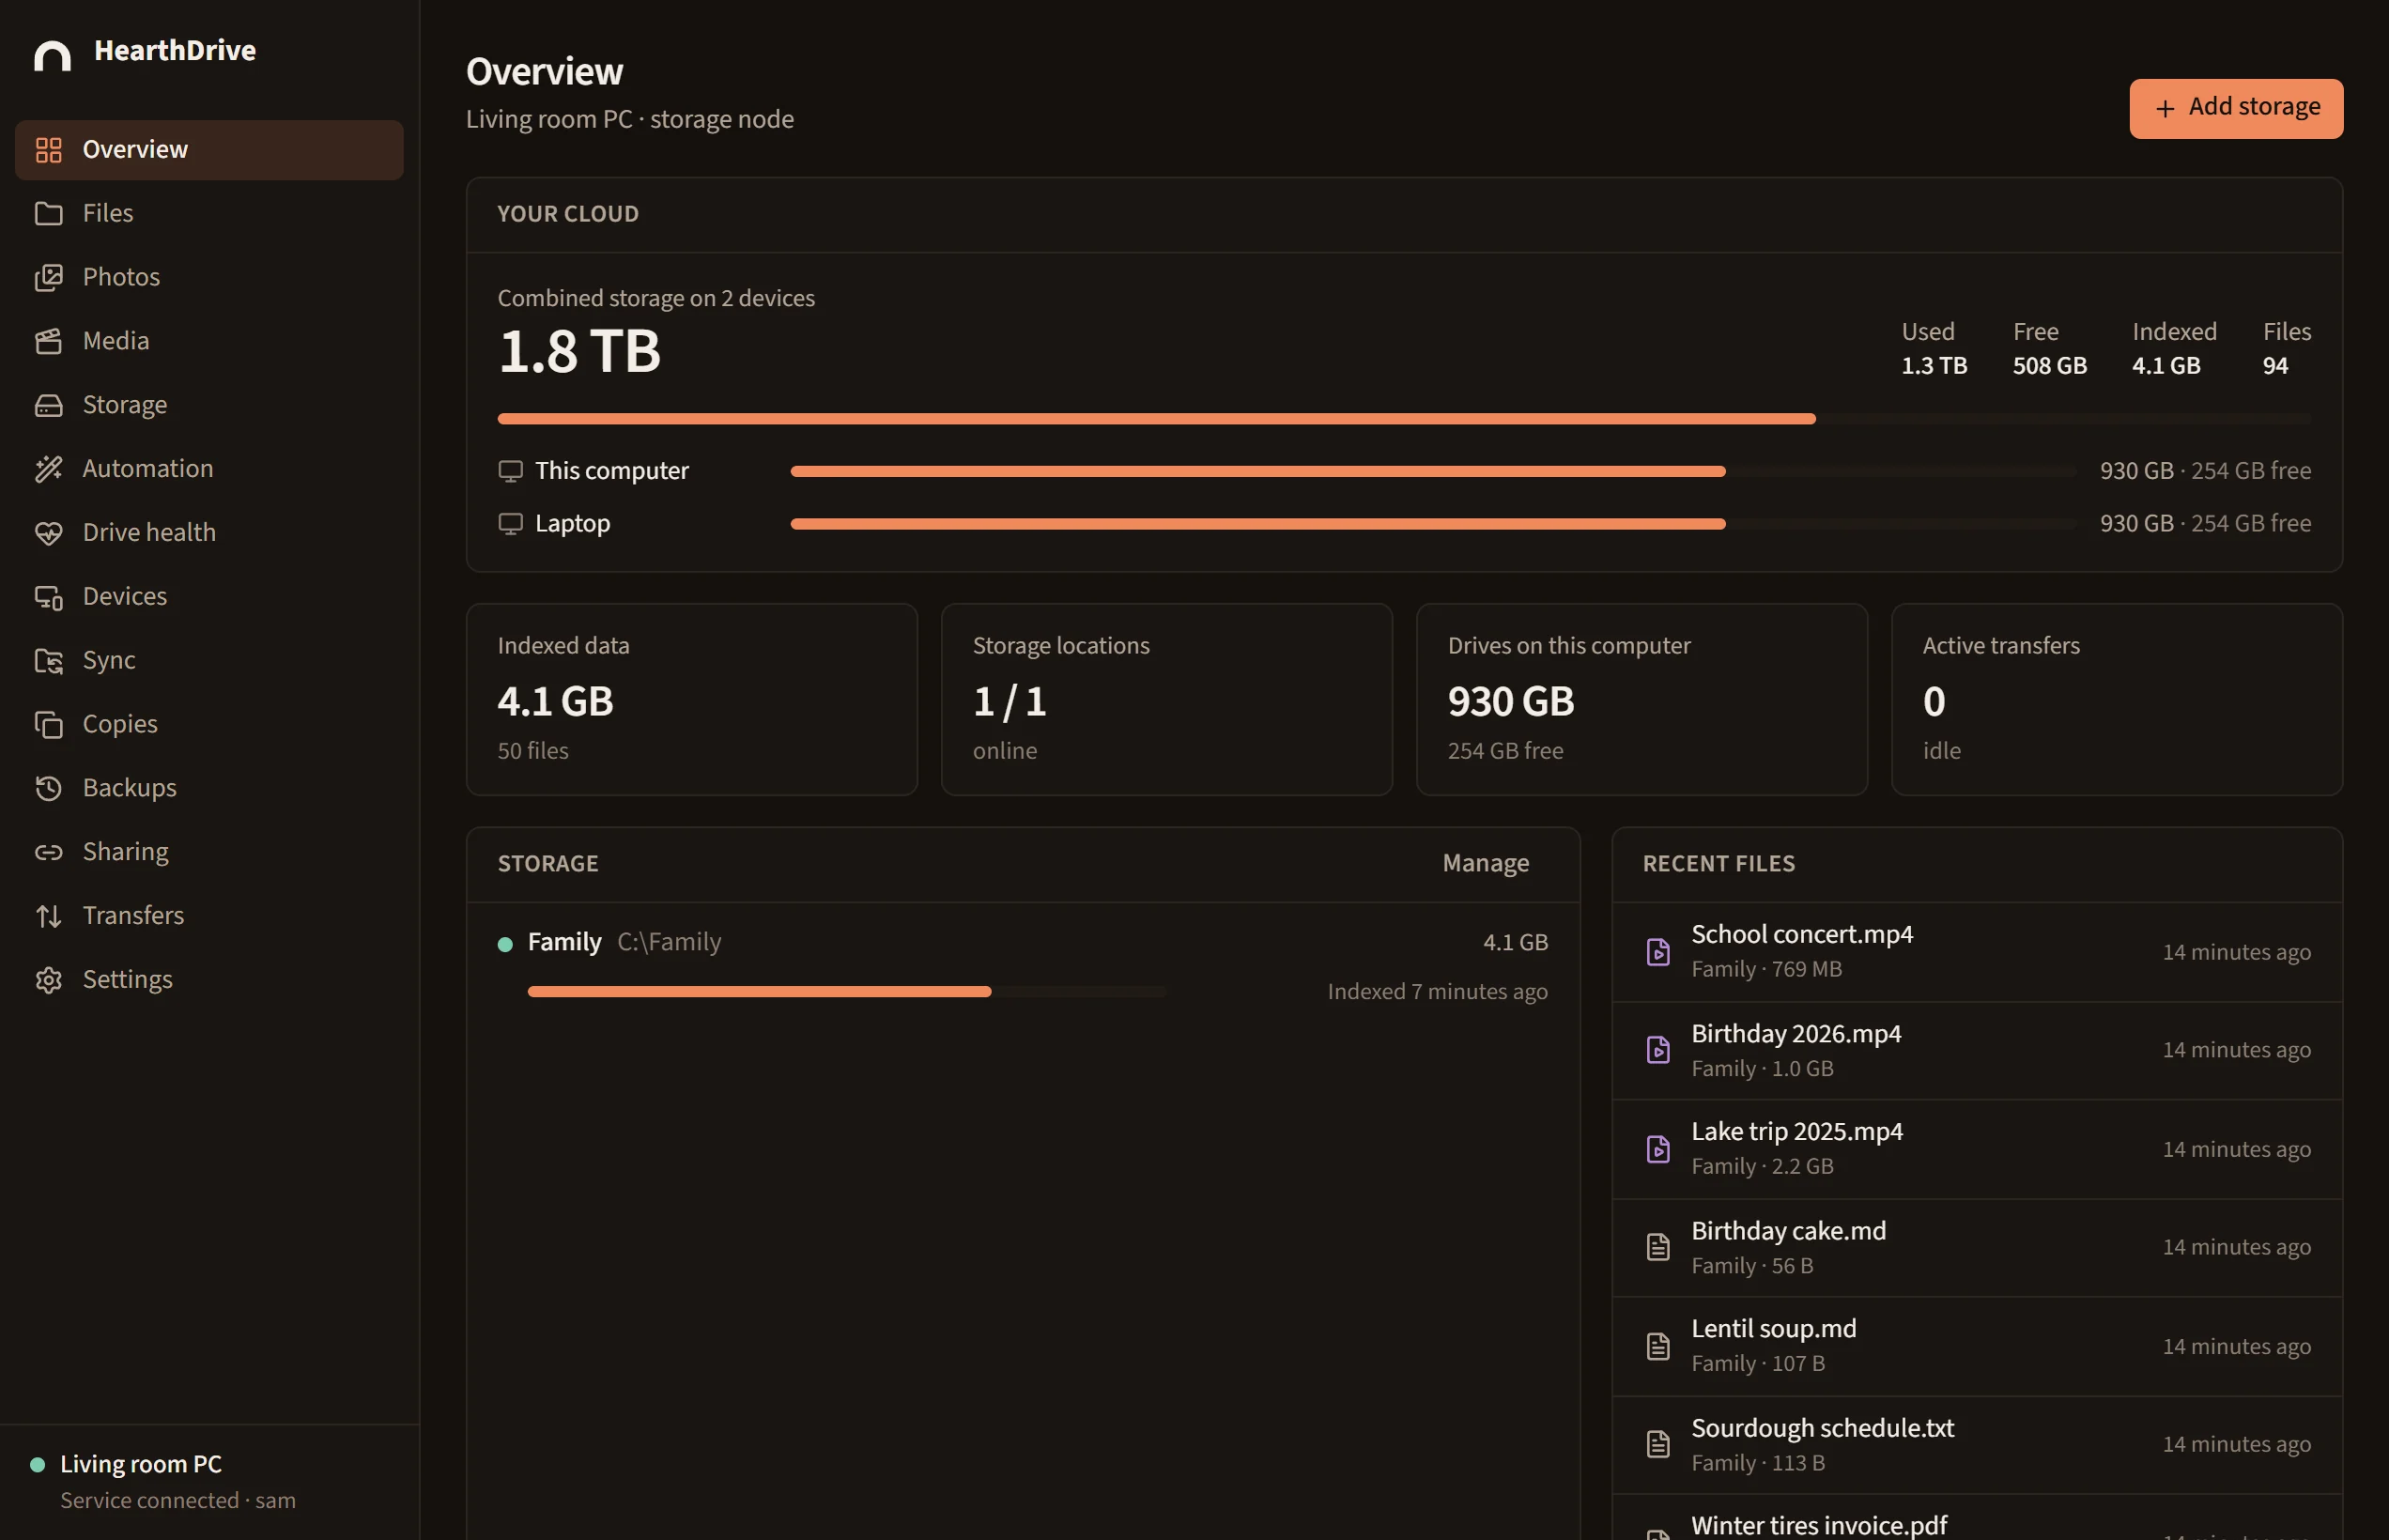 HearthDrive
Overview
Files
Photos
Media
Storage
Automation
Drive health
Devices
Sync
Copies
Backups
Sharing
Transfers
Settings
Living room PC
Service connected · sam
Overview
Living room PC · storage node
+ Add storage
YOUR CLOUD
Combined storage on 2 devices
1.8 TB
Used
1.3 TB
Free
508 GB
Indexed
4.1 GB
Files
94
This computer
930 GB · 254 GB free
Laptop
930 GB · 254 GB free
Indexed data
4.1 GB
50 files
Storage locations
1 / 1
online
Drives on this computer
930 GB
254 GB free
Active transfers
0
idle
STORAGE
Manage
Family C:\Family
4.1 GB
Indexed 7 minutes ago
RECENT FILES
School concert.mp4
Family · 769 MB
14 minutes ago
Birthday 2026.mp4
Family · 1.0 GB
14 minutes ago
Lake trip 2025.mp4
Family · 2.2 GB
14 minutes ago
Birthday cake.md
Family · 56 B
14 minutes ago
Lentil soup.md
Family · 107 B
14 minutes ago
Sourdough schedule.txt
Family · 113 B
14 minutes ago
Winter tires invoice.pdf